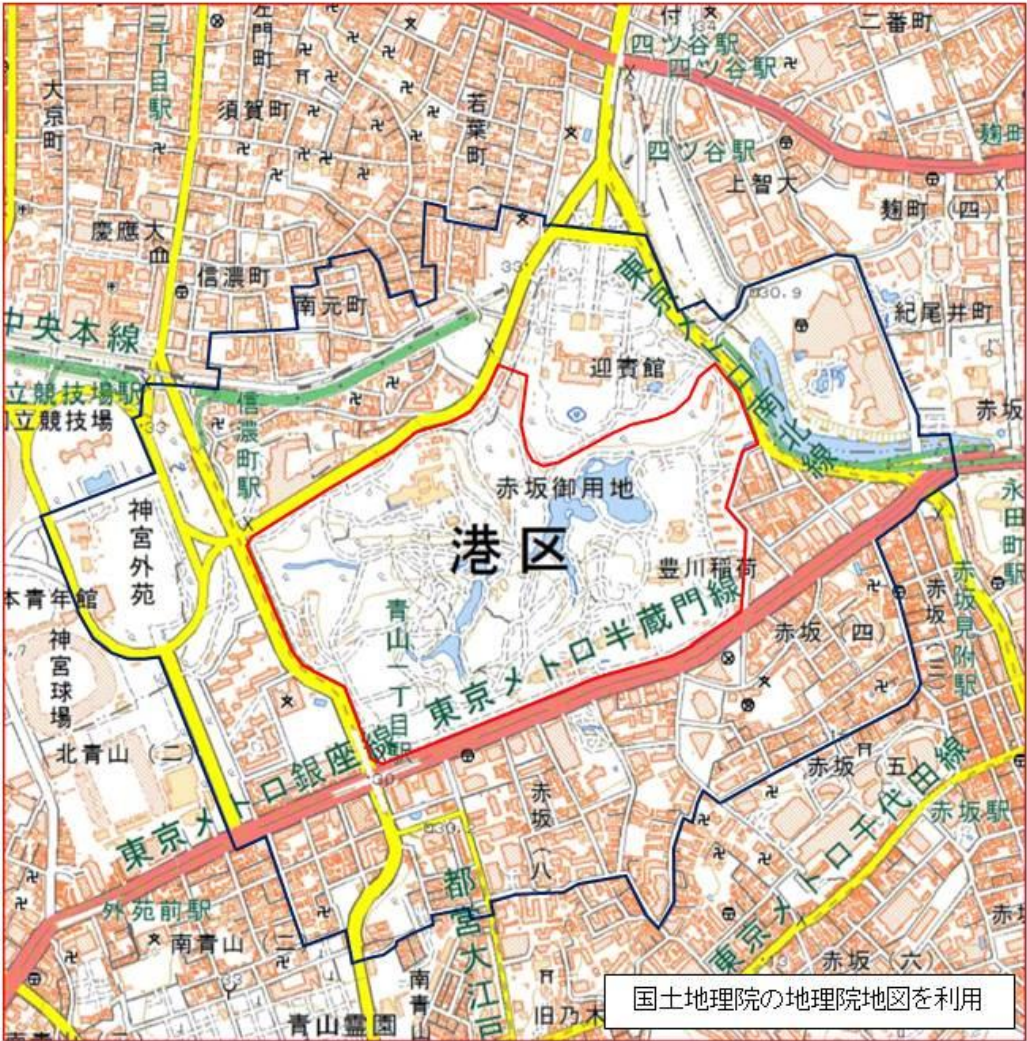 二番町
付
四ツ谷駅
四ツ谷駅
左門町
三丁目駅
大京町
須賀町
若葉町(一)
四ツ谷駅
麹町
上智大
麹町(四)
慶應大
信濃町
南元町
33
東京メトロ南北線
30.9
紀尾井町
中央本線
迎賓館
立競技場駅
立競技場
33
信濃町駅
赤坂
赤坂御用地
永田町駅
神宮外苑
港区
豊川稲荷
本青年館
青山一丁目駅
東京メトロ半蔵門線
赤坂(四)
赤坂(三)
赤坂見附駅
神宮球場
北青山(二)
東京メトロ銀座線
赤坂(五)
赤坂(八)
東京メトロ千代田線
赤坂駅
30.2
都営大江戸
外苑前駅
南青山(二)
33
南青山
赤坂(六)
青山霊園
旧乃木
国土地理院の地理院地図を利用